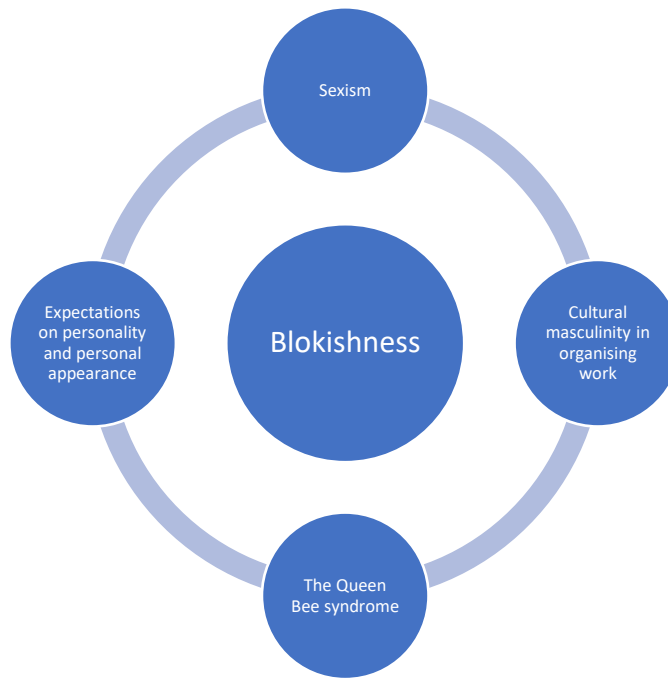 Sexism
Expectations
on personality
and personal
appearance
Blokishness
Cultural
masculinity in
organising
work
The Queen
Bee syndrome